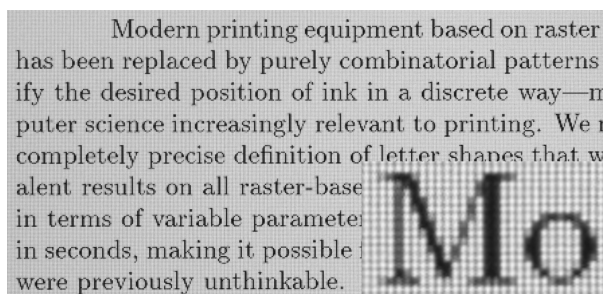 Modern printing equipment based on raster
has been replaced by purely combinatorial patterns
ify the desired position of ink in a discrete way—m
puter science increasingly relevant to printing. We
completely precise definition of letter shapes that w
alent results on all raster-base
in terms of variable parameter
in seconds, making it possible
were previously unthinkable.
Mo